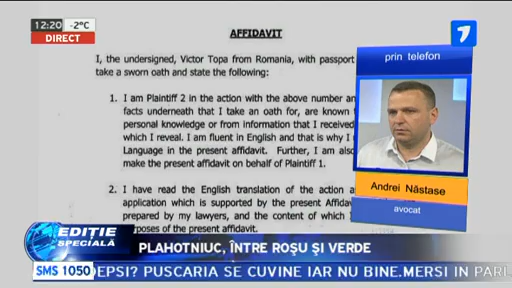 12:20 -2°C
DIRECT
AFFIDAVIT
I, the undersigned, Victor Topa from Romania, with passport
take a sworn oath and state the following:
1. I am Plaintiff 2 in the action with the above number an
facts underneath that I take an oath for, are known
personal knowledge or from information that I received
which I reveal. I am fluent in English and that is why I
Language in the present affidavit. Further, I am also
make the present affidavit on behalf of Plaintiff 1.
2. I have read the English translation of the action a
application which is supported by the present Affida
prepared by my lawyers, and the content of which I
purposes of the present affidavit.
7
prin telefon
Andrei Năstase
avocat
EDIȚIE
SPECIALĂ
PLAHOTNIUC, ÎNTRE ROȘU ȘI VERDE
SMS 1050 DEPSI? PUSCARIA SE CUVINE IAR NU BINE.MERSI IN PARL